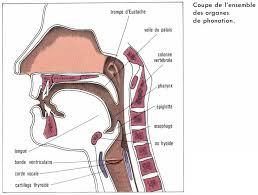 Coupe de l'ensemble
des organes
de phonation.
trompe d'Eustache
voile du palais
colonne
vertébrale
pharynx
épiglotte
œsophage
os hyoïde
langue
bande ventriculaire
corde vocale
cartilage thyroïde